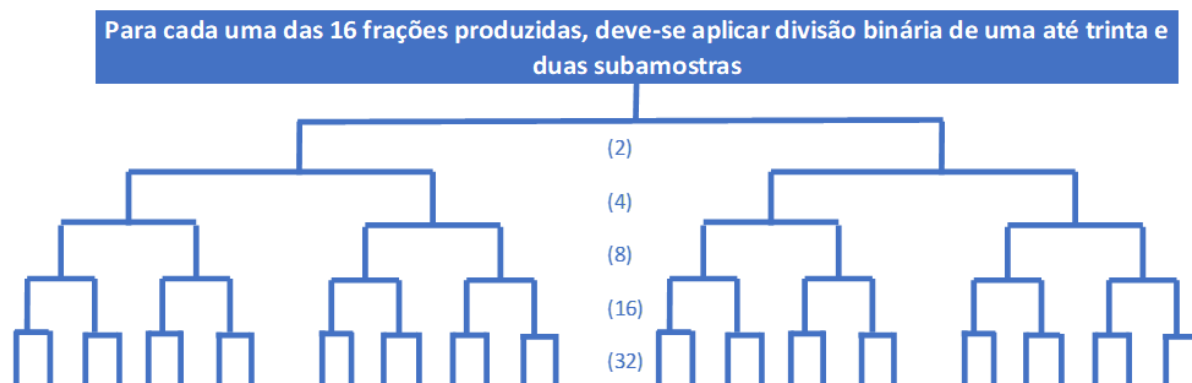 Para cada uma das 16 frações produzidas, deve-se aplicar divisão binária de uma até trinta e
duas subamostras
(2)
(4)
(8)
(16)
(32)